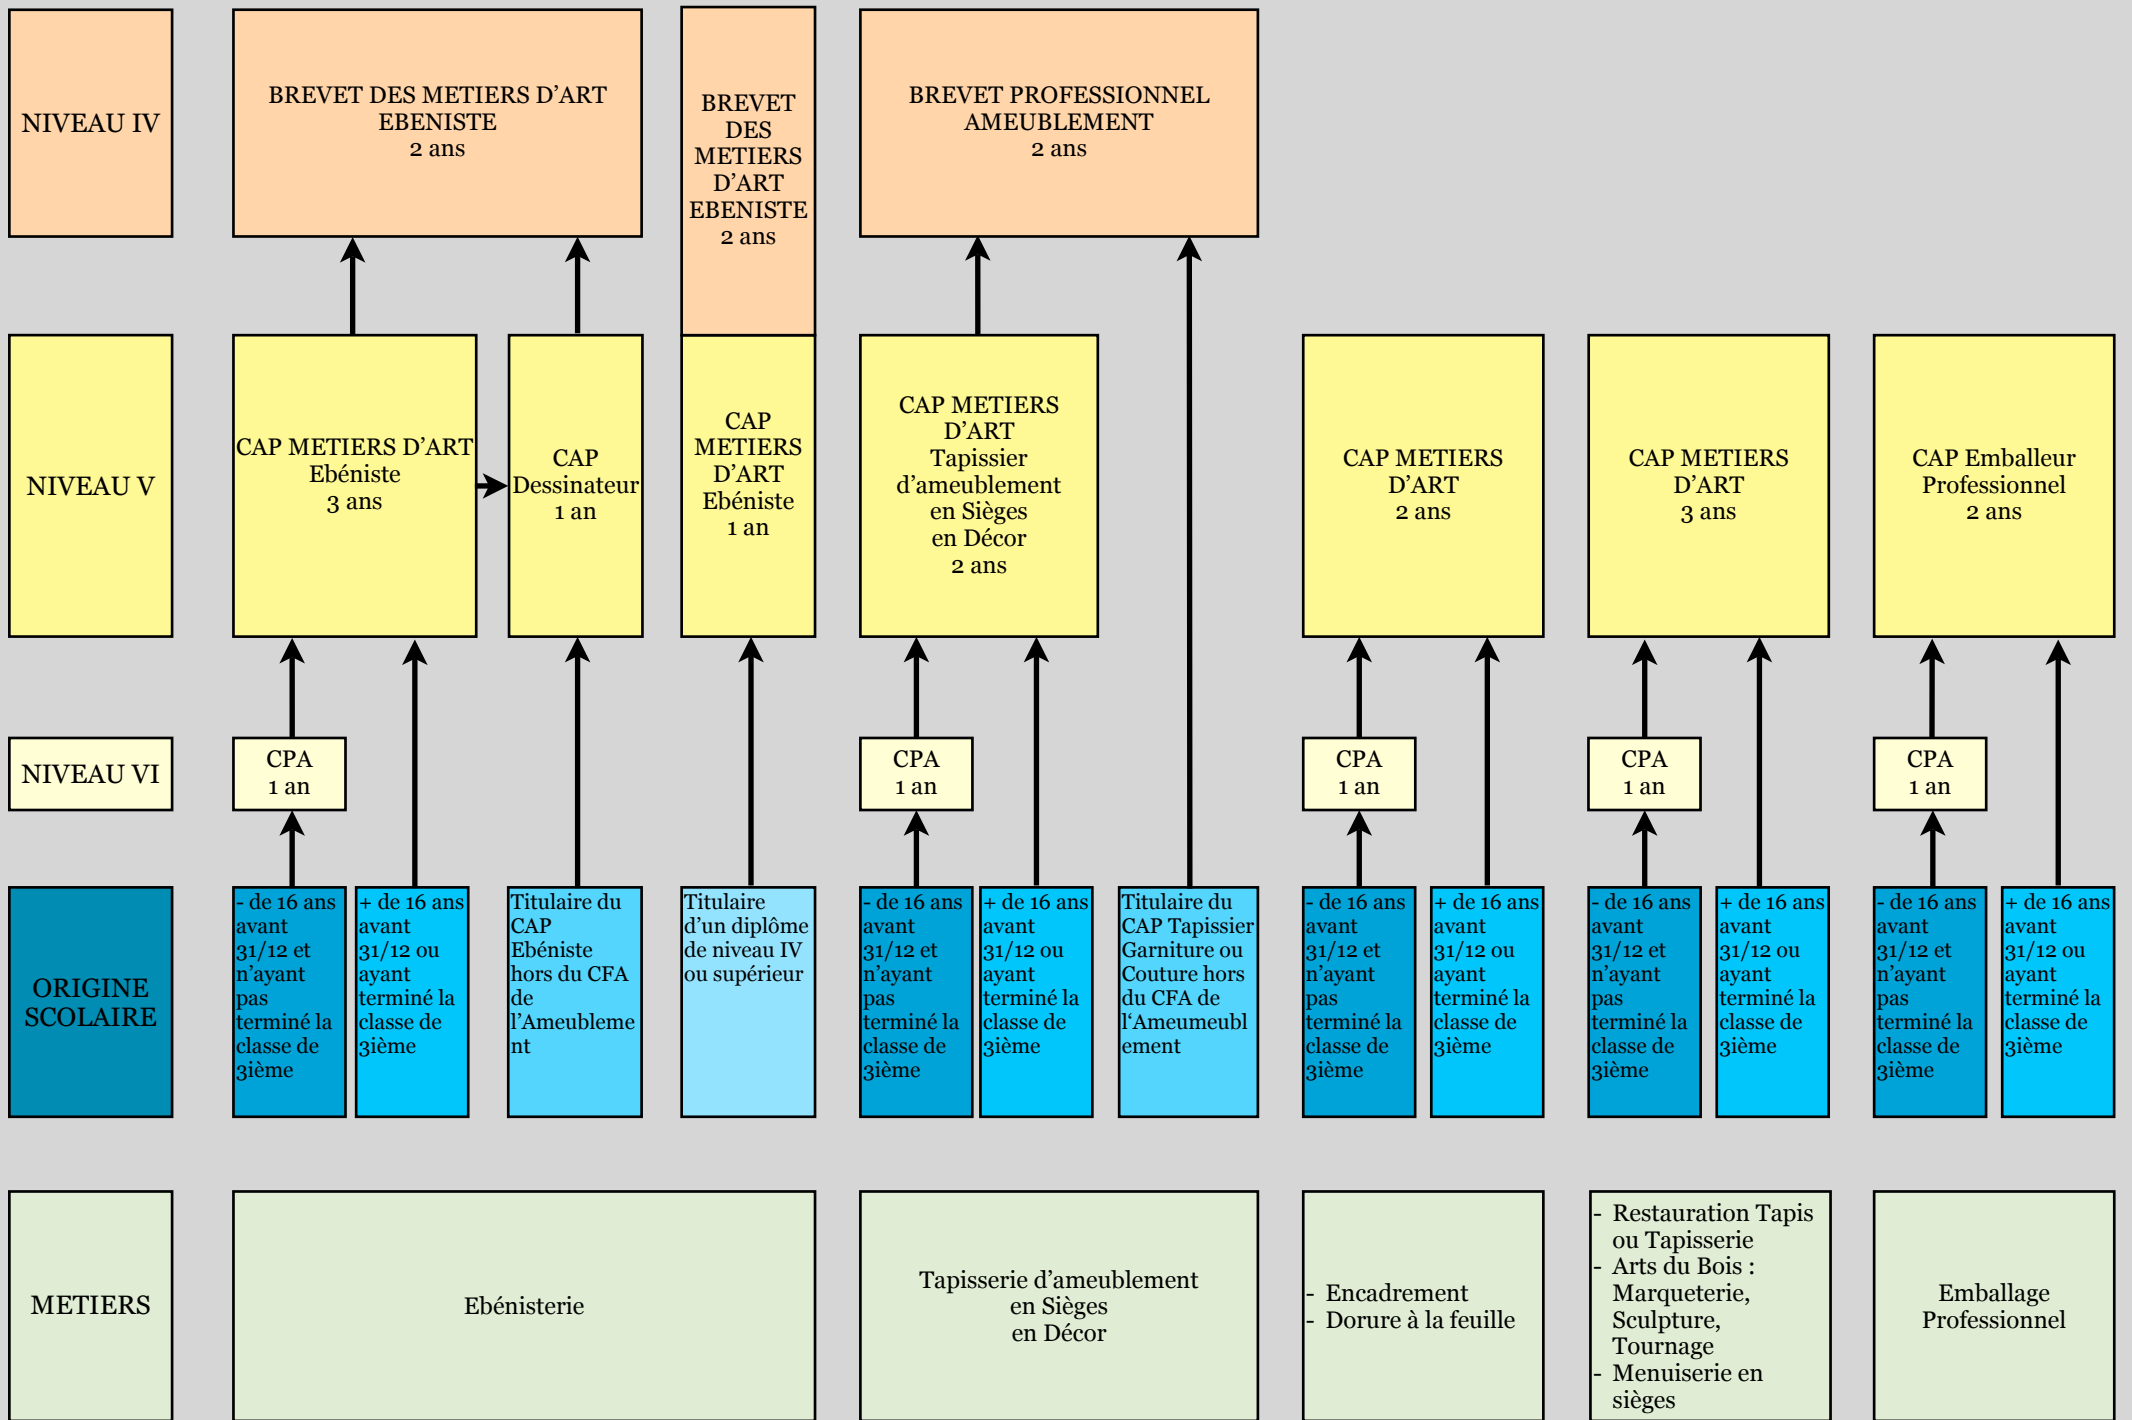 NIVEAU IV
BREVET DES METIERS D’ART
EBENISTE
2 ans
BREVET
DES
METIERS
D’ART
EBENISTE
2 ans
BREVET PROFESSIONNEL
AMEUBLEMENT
2 ans
NIVEAU V
CAP METIERS D’ART
Ebéniste
3 ans
CAP
Dessinateur
1 an
CAP
METIERS
D’ART
Ebéniste
1 an
CAP METIERS
D’ART
Tapissier
d’ameublement
en Sièges
en Décor
2 ans
CAP METIERS
D’ART
2 ans
CAP METIERS
D’ART
3 ans
CAP Emballeur
Professionnel
2 ans
NIVEAU VI
CPA
1 an
CPA
1 an
CPA
1 an
CPA
1 an
CPA
1 an
ORIGINE
SCOLAIRE
- de 16 ans
avant
31/12 et
n’ayant
pas
terminé la
classe de
3ième
+ de 16 ans
avant
31/12 ou
ayant
terminé la
classe de
3ième
Titulaire du
CAP
Ebéniste
hors du CFA
de
l’Ameubleme
nt
Titulaire
d’un diplôme
de niveau IV
ou supérieur
- de 16 ans
avant
31/12 et
n’ayant
pas
terminé la
classe de
3ième
+ de 16 ans
avant
31/12 ou
ayant
terminé la
classe de
3ième
Titulaire du
CAP Tapissier
Garniture ou
Couture hors
du CFA de
l‘Ameumeubl
ement
- de 16 ans
avant
31/12 et
n’ayant
pas
terminé la
classe de
3ième
+ de 16 ans
avant
31/12 ou
ayant
terminé la
classe de
3ième
- de 16 ans
avant
31/12 et
n’ayant
pas
terminé la
classe de
3ième
+ de 16 ans
avant
31/12 ou
ayant
terminé la
classe de
3ième
- de 16 ans
avant
31/12 et
n’ayant
pas
terminé la
classe de
3ième
+ de 16 ans
avant
31/12 ou
ayant
terminé la
classe de
3ième
METIERS
Ebénisterie
Tapisserie d’ameublement
en Sièges
en Décor
- Encadrement
- Dorure à la feuille
- Restauration Tapis
ou Tapisserie
- Arts du Bois :
Marqueterie,
Sculpture,
Tournage
- Menuiserie en
sièges
Emballage
Professionnel